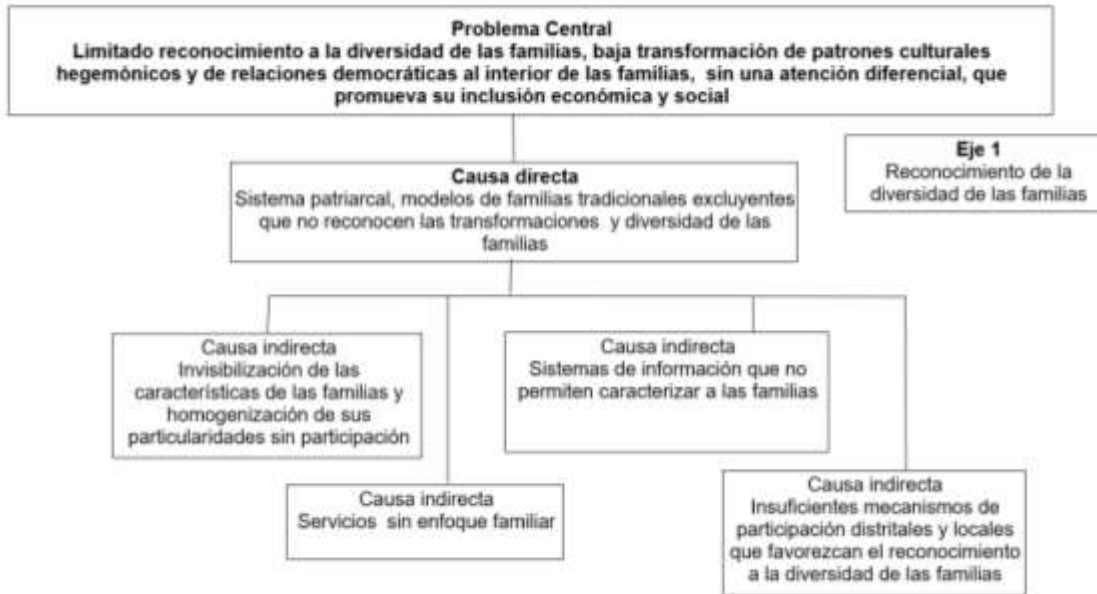 Problema Central
Limitado reconocimiento a la diversidad de las familias, baja transformación de patrones culturales
hegemónicos y de relaciones democráticas al interior de las familias, sin una atención diferencial, que
promueva su inclusión económica y social
Eje 1
Reconocimiento de la
diversidad de las familias
Causa directa
Sistema patriarcal, modelos de familias tradicionales excluyentes
que no reconocen las transformaciones y diversidad de las
familias
Causa indirecta
Invisibilización de las
características de las familias y
homogenización de sus
particularidades sin participación
Causa indirecta
Sistemas de información que no
permiten caracterizar a las familias
Causa indirecta
Servicios sin enfoque familiar
Causa indirecta
Insuficientes mecanismos de
participación distritales y locales
que favorezcan el reconocimiento
a la diversidad de las familias